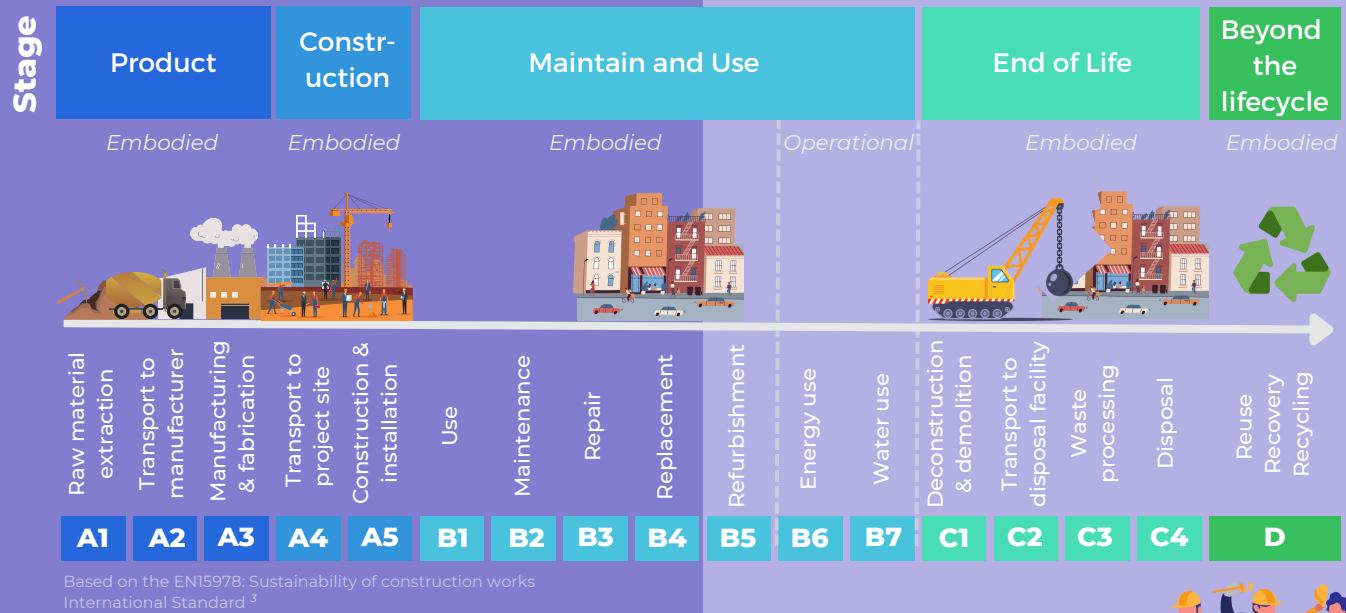 Stage
Product
Constr-
uction
Maintain and Use
End of Life
Beyond
the
lifecycle
Embodied
Embodied
Embodied
Operational
Embodied
Embodied
Raw material
extraction
Transport to
manufacturer
Manufacturing
& fabrication
Transport to
project site
Construction &
installation
Use
Maintenance
Repair
Replacement
Refurbishment
Energy use
Water use
Deconstruction
& demolition
Transport to
disposal facility
Waste
processing
Disposal
Reuse
Recovery
Recycling
A1
A2
A3
A4
A5
B1
B2
B3
B4
B5
B6
B7
C1
C2
C3
C4
D
Based on the EN15978: Sustainability of construction works
International Standard ³